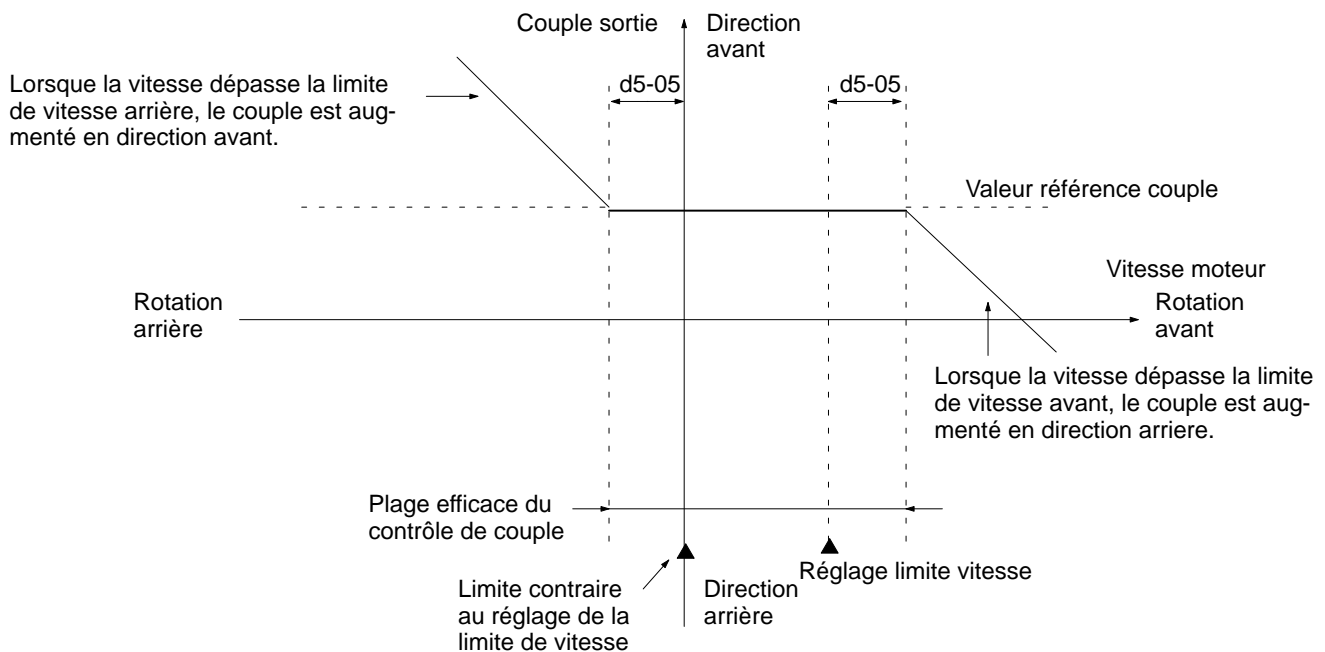 Couple sortie
Direction
avant
Lorsque la vitesse dépasse la limite
de vitesse arrière, le couple est aug-
menté en direction avant.
d5-05
d5-05
Valeur référence couple
Vitesse moteur
Rotation
arrière
Rotation
avant
Lorsque la vitesse dépasse la limite
de vitesse avant, le couple est aug-
menté en direction arriere.
Plage efficace du
contrôle de couple
Réglage limite vitesse
Limite contraire
au réglage de la
limite de vitesse
Direction
arrière